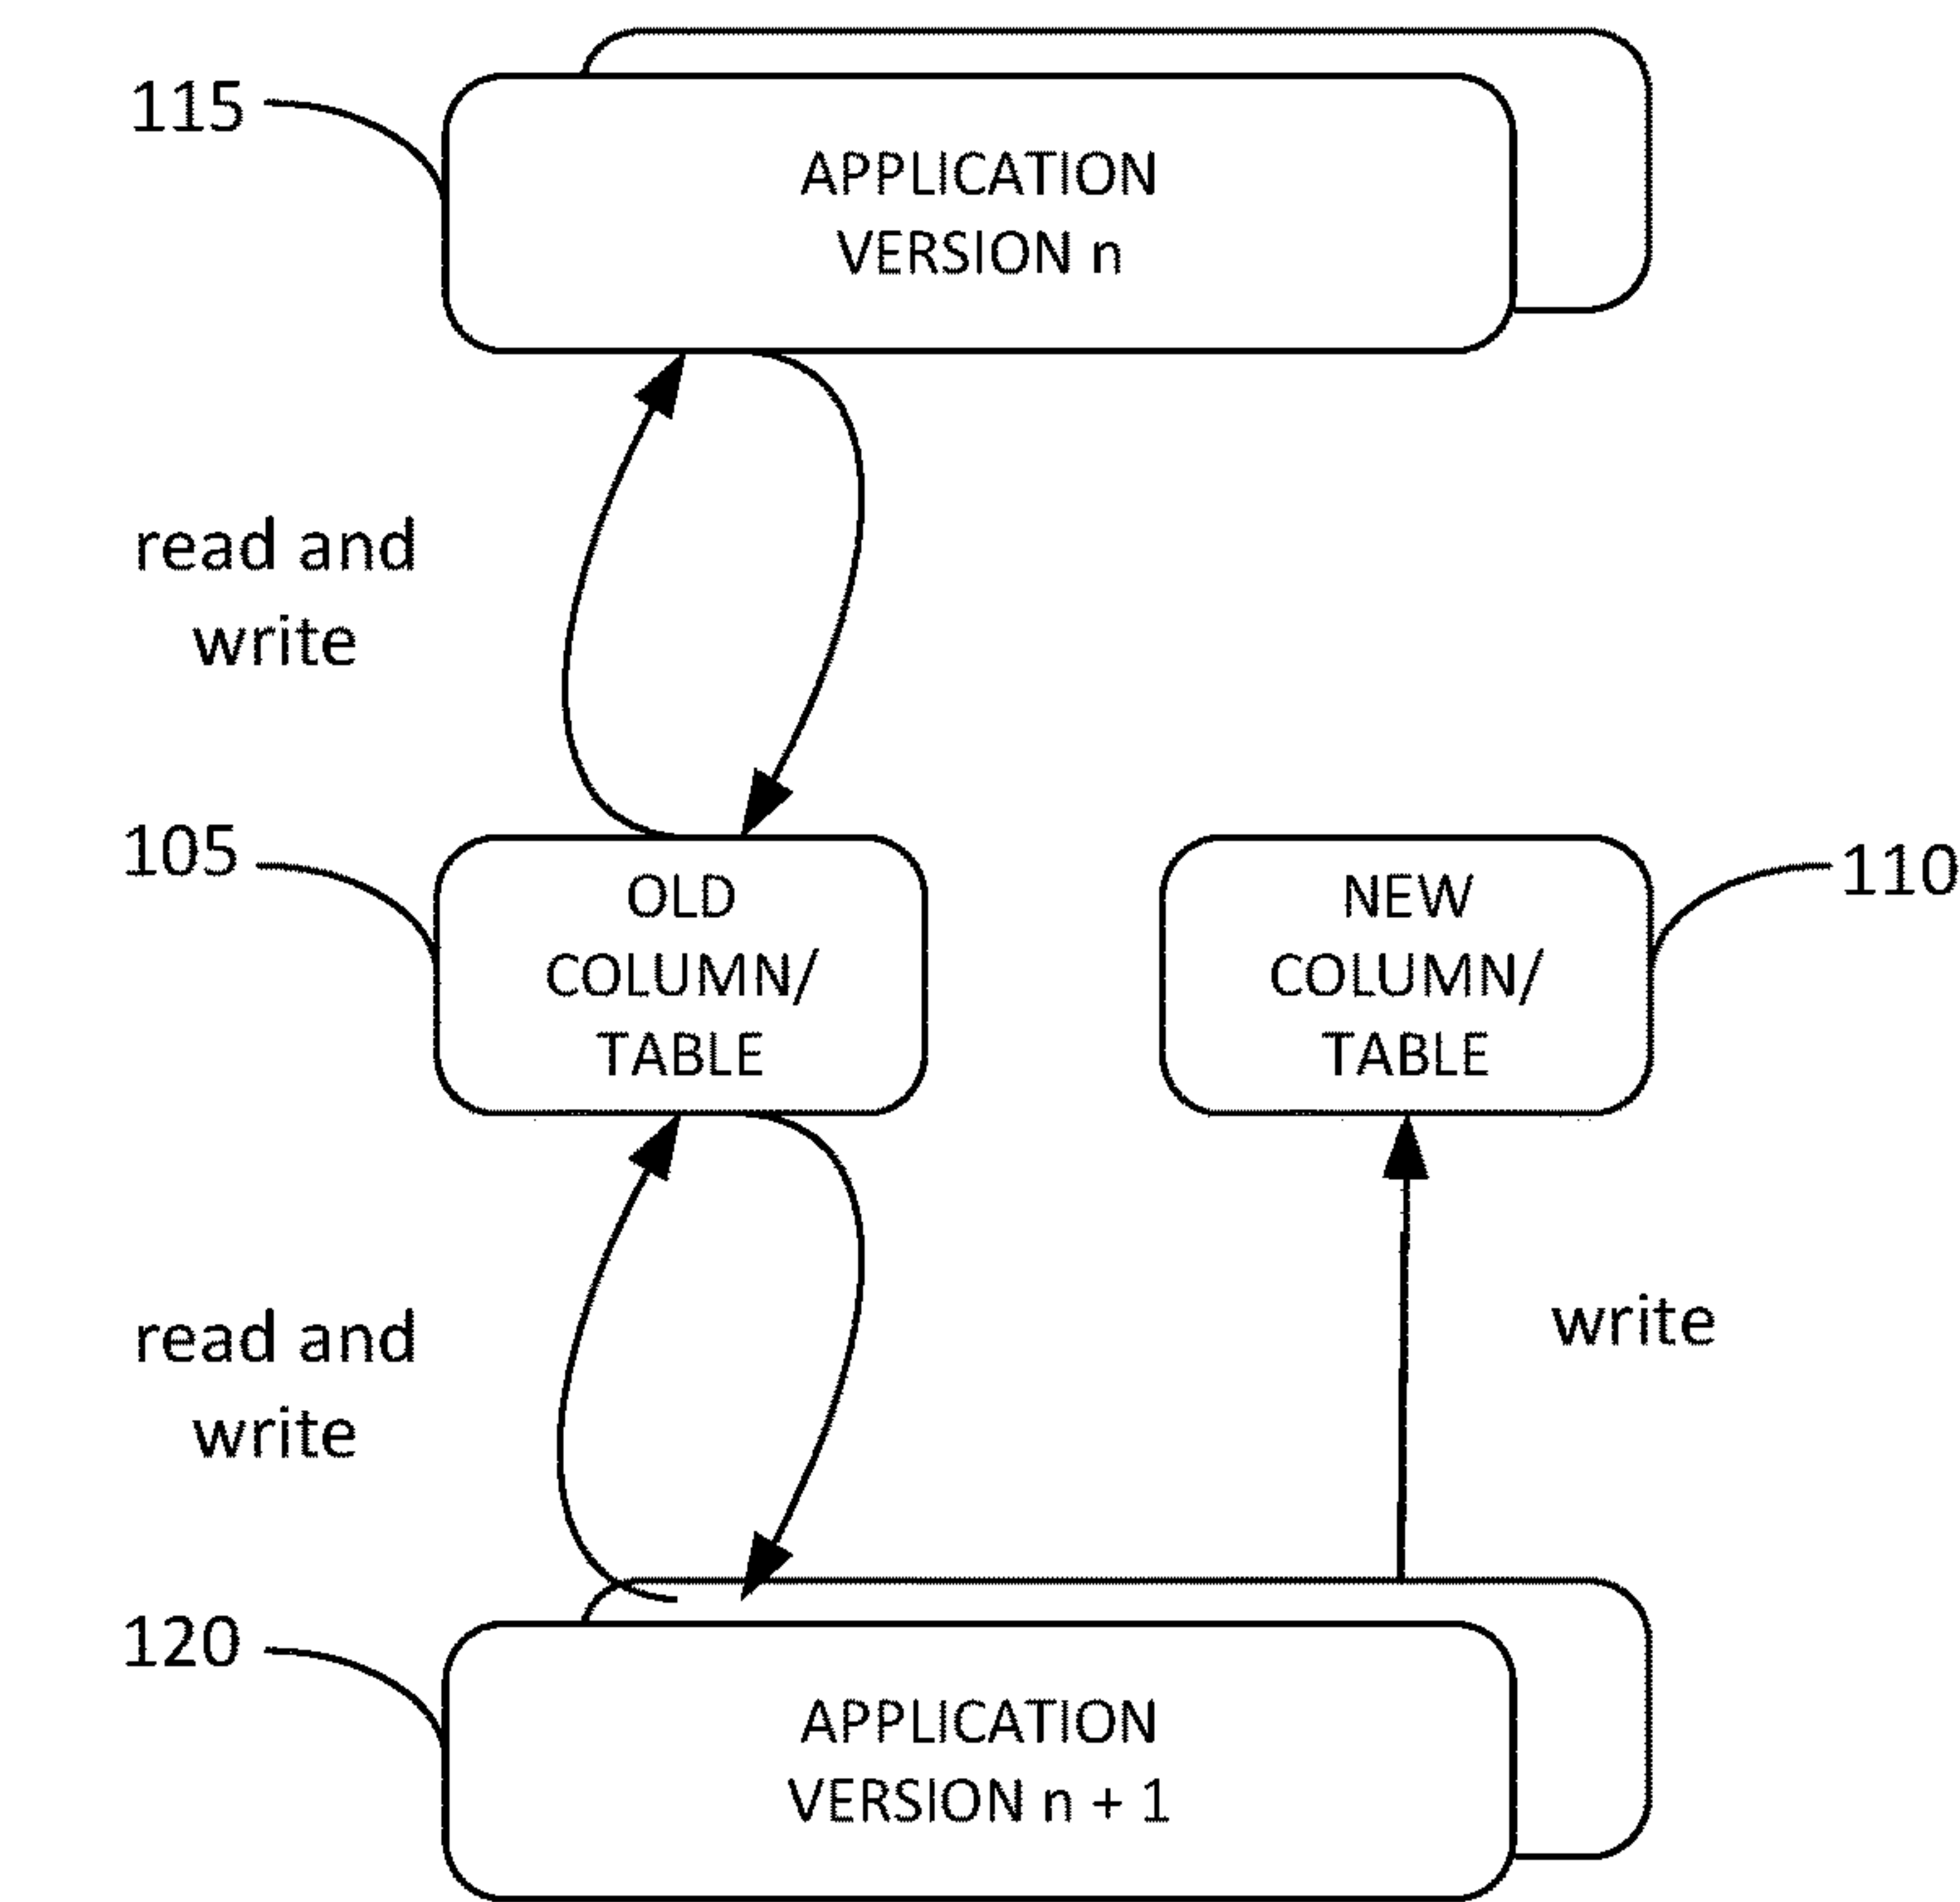 115
APPLICATION
VERSION n
read and
write
105
OLD
COLUMN/
TABLE
NEW
COLUMN/
TABLE
110
read and
write
write
120
APPLICATION
VERSION n + 1